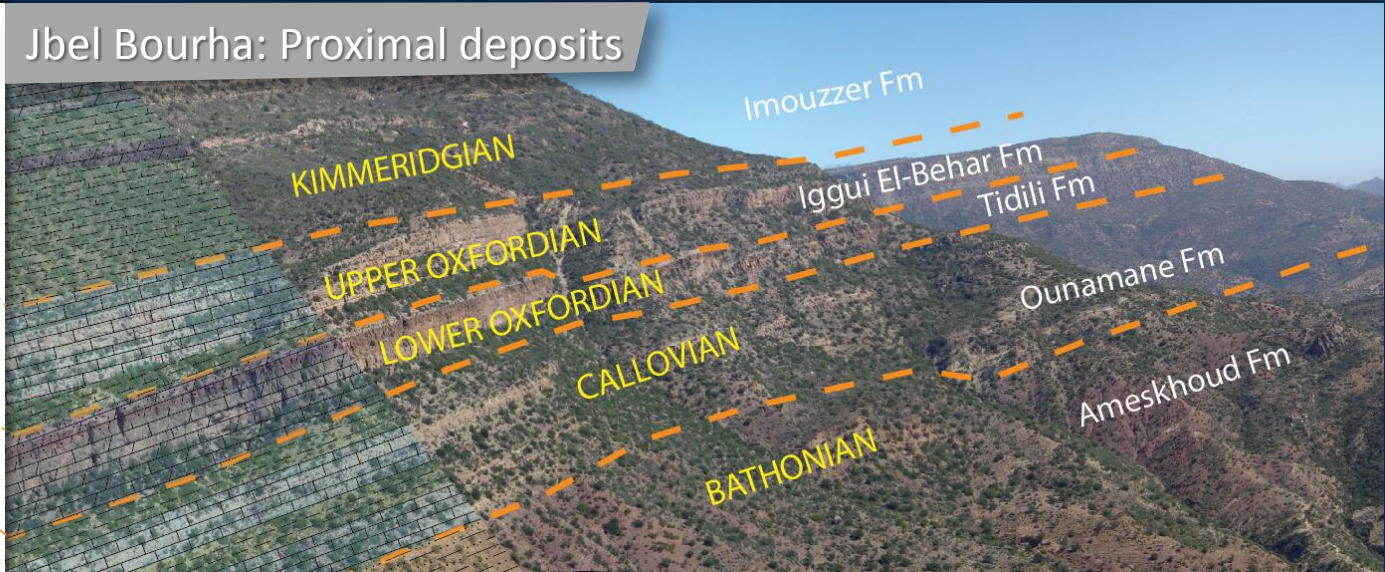 Jbel Bourha: Proximal deposits
Imouzzer Fm
KIMMERIDGIAN
Iggui El-Behar Fm
Tidili Fm
UPPER OXFORDIAN
LOWER OXFORDIAN
Ounamane Fm
CALLOVIAN
Ameskhoud Fm
BATHONIAN